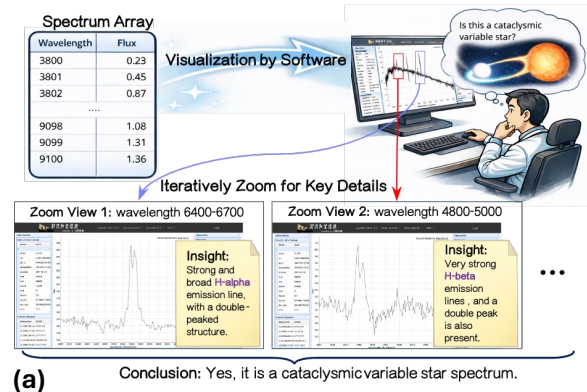 Spectrum Array
Wavelength Flux
3800 0.23
3801 0.45
3802 0.87
....
9098 1.08
9099 1.31
9100 1.36
Visualization by Software
Is this a cataclysmic
variable star?
Iteratively Zoom for Key Details
Zoom View 1: wavelength 6400-6700
Insight:
Strong and
broad H-alpha
emission line,
with a double-
peaked
structure.
Zoom View 2: wavelength 4800-5000
Insight:
Very strong
H-beta
emission
lines , and a
double peak
is also
present.
...
(a)
Conclusion: Yes, it is a cataclysmic variable star spectrum.